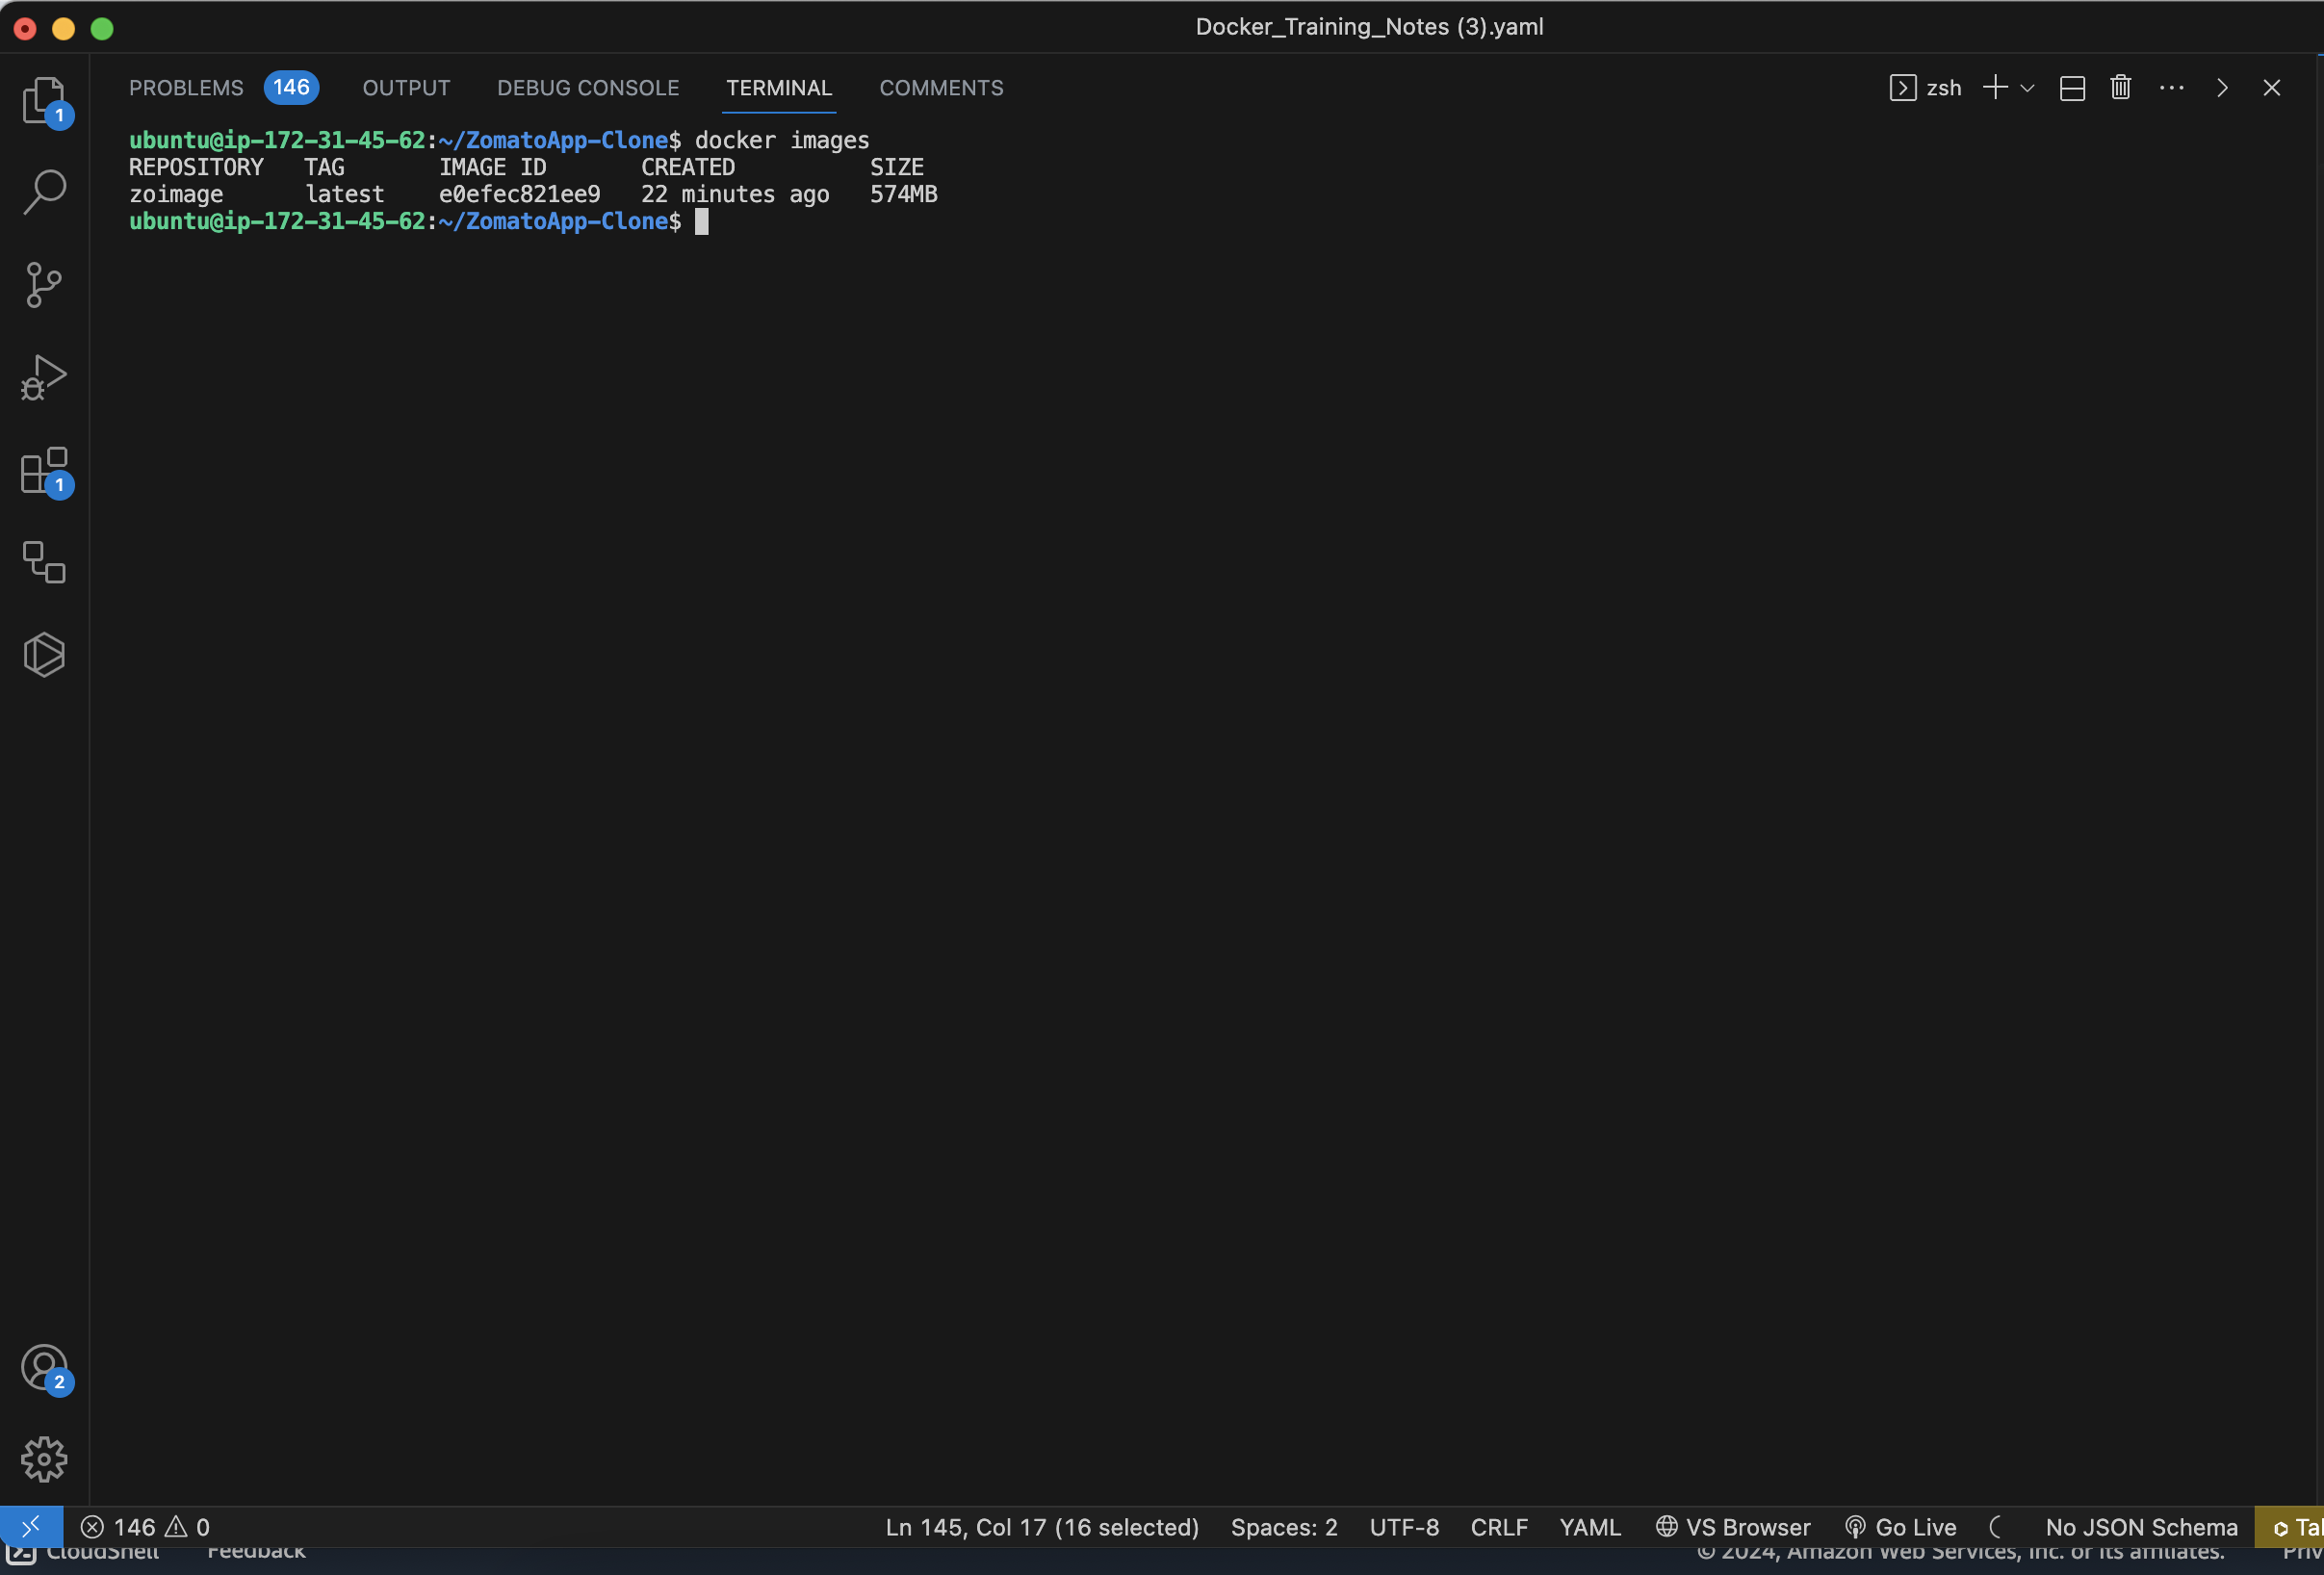 Docker_Training_Notes (3).yaml
PROBLEMS 146 OUTPUT DEBUG CONSOLE TERMINAL COMMENTS zsh
1
ubuntu@ip-172-31-45-62:~/ZomatoApp-Clone$ docker images
REPOSITORY TAG IMAGE ID CREATED SIZE
zoimage latest e0efec821ee9 22 minutes ago 574MB
ubuntu@ip-172-31-45-62:~/ZomatoApp-Clone$
1
2
146 0 Ln 145, Col 17 (16 selected) Spaces: 2 UTF-8 CRLF YAML VS Browser Go Live No JSON Schema
CloudShell Feedback © 2024, Amazon Web Services, Inc. or its affiliates.